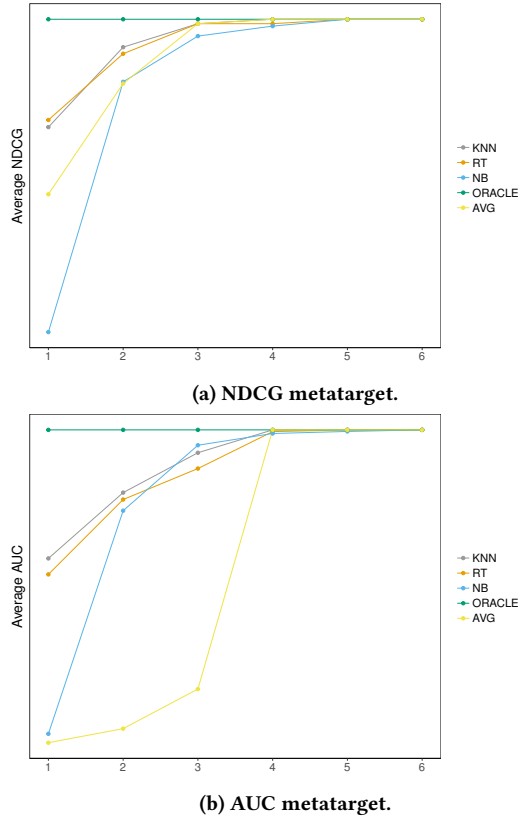 Average NDCG
KNN
RT
NB
ORACLE
AVG
1 2 3 4 5 6
(a) NDCG metatarget.
Average AUC
KNN
RT
NB
ORACLE
AVG
1 2 3 4 5 6
(b) AUC metatarget.